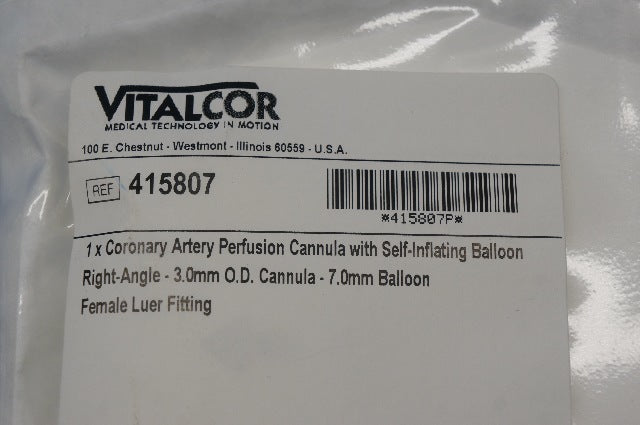 VITALCOR
MEDICAL TECHNOLOGY IN MOTION
100 E. Chestnut - Westmont - Illinois 60559 - U.S.A.
REF 415807
*415807P*
1 x Coronary Artery Perfusion Cannula with Self-Inflating Balloon
Right-Angle - 3.0mm O.D. Cannula - 7.0mm Balloon
Female Luer Fitting